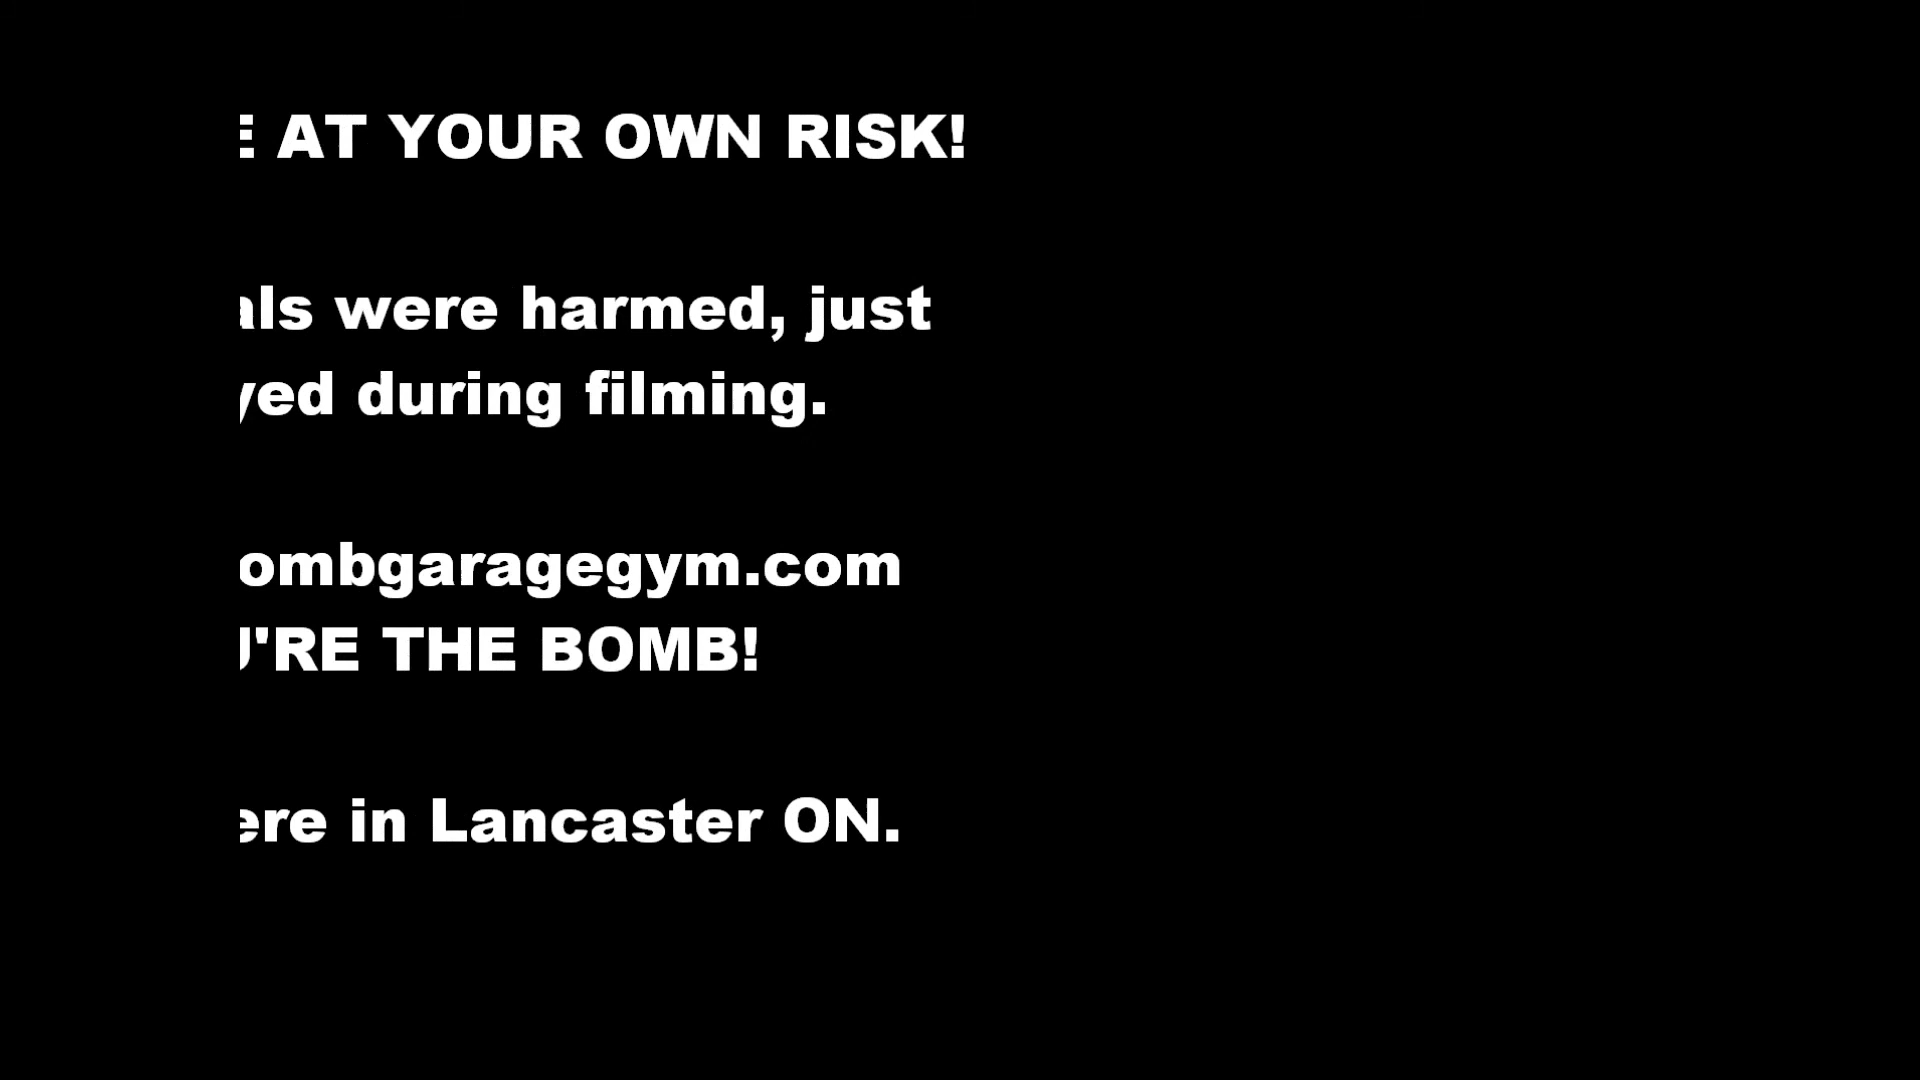 AT YOUR OWN RISK!
were harmed, just
during filming.
ombgaragegym.com
THE BOMB!
in Lancaster ON.